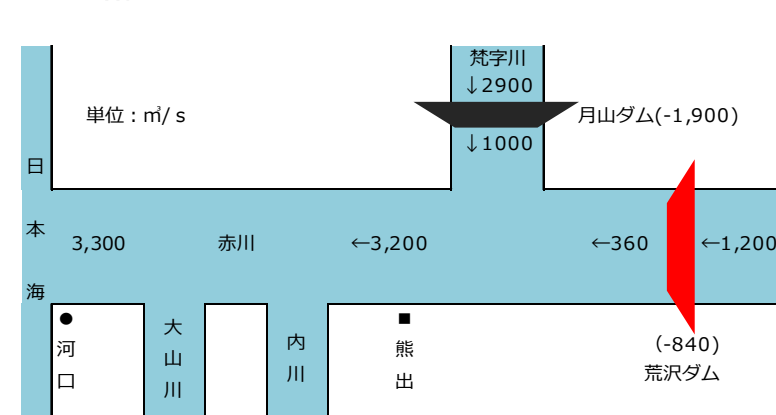 梵字川
↓2900
単位：㎥/ｓ
月山ダム(-1,900)
↓1000
日本海
3,300
赤川
←3,200
←360
←1,200
●
河口
大山川
内川
■
熊出
(-840)
荒沢ダム